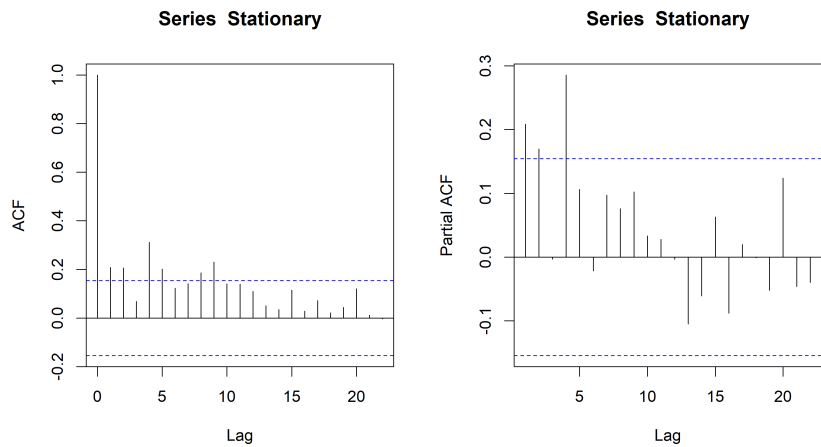 Series Stationary
ACF
-0.2 0.0 0.2 0.4 0.6 0.8 1.0
0 5 10 15 20
Lag
Series Stationary
Partial ACF
-0.1 0.0 0.1 0.2 0.3
5 10 15 20
Lag